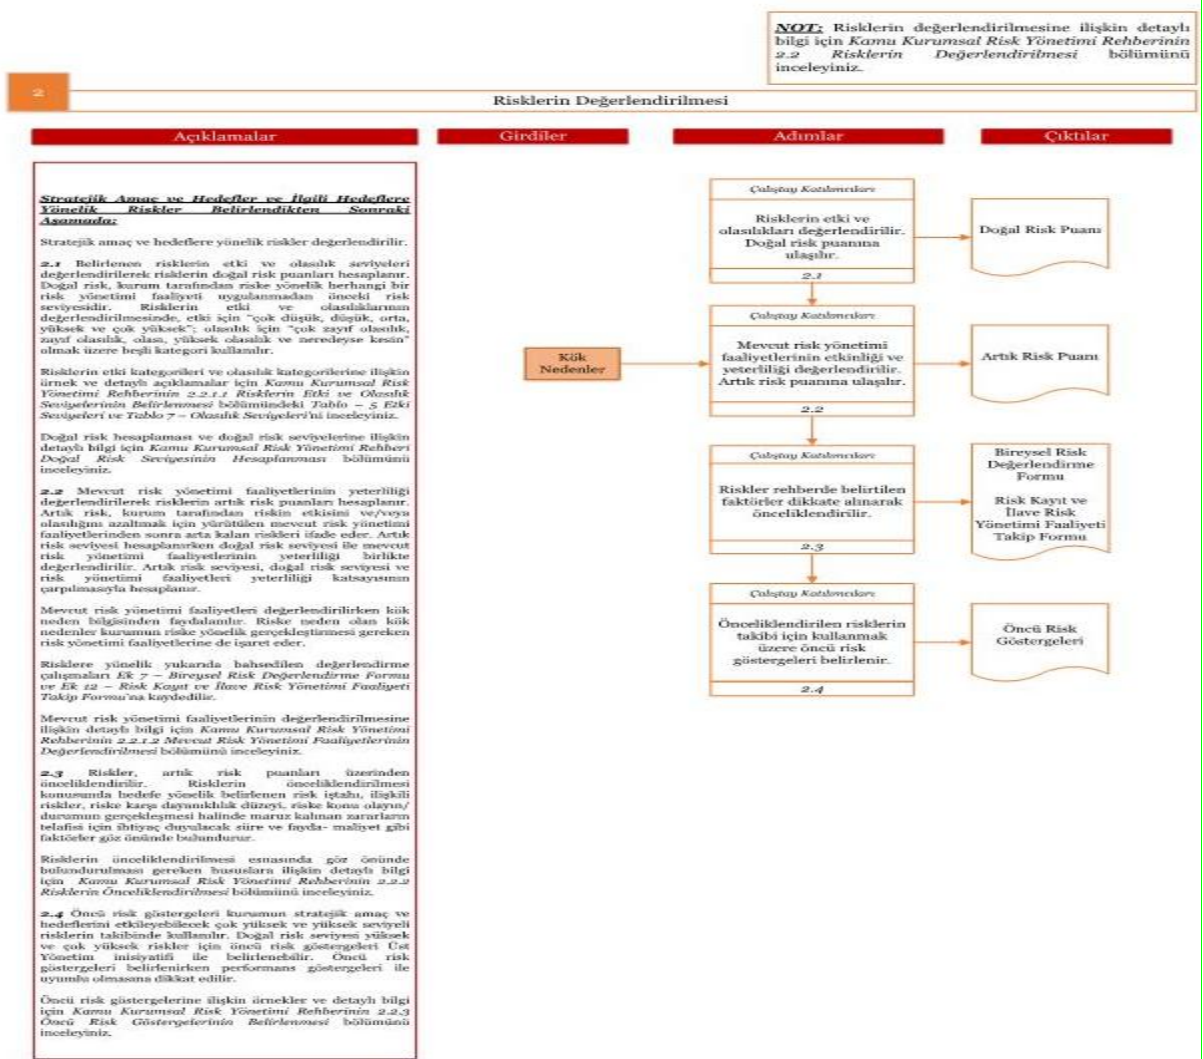 NOT: Risklerin değerlendirilmesine ilişkin detaylı
bilgi için Kamu Kurumsal Risk Yönetimi Rehberinin
2.2 Risklerin Değerlendirilmesi bölümünü
inceleyiniz.
2
Risklerin Değerlendirilmesi
Açıklamalar
Girdiler
Adımlar
Çıktılar
Stratejik Amaç ve Hedefler ve İlgili Hedeflere
Yönelik Riskler Belirlendikten Sonraki
Aşamada:
Stratejik amaç ve hedeflere yönelik riskler değerlendirilir.
2.1 Belirlenen risklerin etki ve olasılık seviyeleri
değerlendirilerek risklerin doğal risk puanları hesaplanır.
Doğal risk, kurum tarafından riske yönelik herhangi bir
risk yönetimi faaliyeti uygulanmadan önceki risk
seviyesidir. Risklerin etki ve olasılıklarının
değerlendirilmesinde, etki için “çok düşük, düşük, orta,
yüksek ve çok yüksek”; olasılık için “çok zayıf olasılık,
zayıf olasılık, olası, yüksek olasılık ve neredeyse kesin”
olmak üzere beşli kategori kullanılır.
Risklerin etki kategorileri ve olasılık kategorilerine ilişkin
örnek ve detaylı açıklamalar için Kamu Kurumsal Risk
Yönetimi Rehberinin 2.2.1.1 Risklerin Etki ve Olasılık
Seviyelerinin Belirlenmesi bölümündeki Tablo – 5 Etki
Seviyeleri ve Tablo 7 – Olasılık Seviyeleri’ni inceleyiniz.
Doğal risk hesaplaması ve doğal risk seviyelerine ilişkin
detaylı bilgi için Kamu Kurumsal Risk Yönetimi Rehberi
Doğal Risk Seviyesinin Hesaplanması bölümünü
inceleyiniz.
2.2 Mevcut risk yönetimi faaliyetlerinin yeterliliği
değerlendirilerek risklerin artık risk puanları hesaplanır.
Artık risk, kurum tarafından riskin etkisini ve/veya
olasılığını azaltmak için yürütülen mevcut risk yönetimi
faaliyetlerinden sonra arta kalan riskleri ifade eder. Artık
risk seviyesi hesaplanırken doğal risk seviyesi ile mevcut
risk yönetimi faaliyetlerinin yeterliliği birlikte
değerlendirilir. Artık risk seviyesi, doğal risk seviyesi ve
risk yönetimi faaliyetleri yeterliliği katsayısının
çarpılmasıyla hesaplanır.
Mevcut risk yönetimi faaliyetleri değerlendirilirken kök
neden bilgisinden faydalanılır. Riske neden olan kök
nedenler kurumun riske yönelik gerçekleştirmesi gereken
risk yönetimi faaliyetlerine de işaret eder.
Risklere yönelik yukarıda bahsedilen değerlendirme
çalışmaları Ek 7 – Bireysel Risk Değerlendirme Formu
ve Ek 12 – Risk Kayıt ve İlave Risk Yönetimi Faaliyeti
Takip Formu’na kaydedilir.
Mevcut risk yönetimi faaliyetlerinin değerlendirilmesine
ilişkin detaylı bilgi için Kamu Kurumsal Risk Yönetimi
Rehberinin 2.2.1.2 Mevcut Risk Yönetimi Faaliyetlerinin
Değerlendirilmesi bölümünü inceleyiniz.
2.3 Riskler, artık risk puanları üzerinden
önceliklendirilir. Risklerin önceliklendirilmesi
konusunda hedefe yönelik belirlenen risk iştahı, ilişkili
riskler, riske karşı dayanıklılık düzeyi, riske konu olayın/
durumun gerçekleşmesi halinde maruz kalınan zararların
telafisi için ihtiyaç duyulacak süre ve fayda- maliyet gibi
faktörler göz önünde bulundurur.
Risklerin önceliklendirilmesi esnasında göz önünde
bulundurulması gereken hususlara ilişkin detaylı bilgi
için Kamu Kurumsal Risk Yönetimi Rehberinin 2.2.2
Risklerin Önceliklendirilmesi bölümünü inceleyiniz.
2.4 Öncü risk göstergeleri kurumun stratejik amaç ve
hedeflerini etkileyebilecek çok yüksek ve yüksek seviyeli
risklerin takibinde kullanılır. Doğal risk seviyesi yüksek
ve çok yüksek riskler için öncü risk göstergeleri Üst
Yönetim inisiyatifi ile belirlenebilir. Öncü risk
göstergeleri belirlenirken performans göstergeleri ile
uyumlu olmasına dikkat edilir.
Öncü risk göstergelerine ilişkin örnekler ve detaylı bilgi
için Kamu Kurumsal Risk Yönetimi Rehberinin 2.2.3
Öncü Risk Göstergelerinin Belirlenmesi bölümünü
inceleyiniz.
Kök
Nedenler
Çalıştay Katılımcıları
Risklerin etki ve
olasılıkları değerlendirilir.
Doğal risk puanına
ulaşılır.
2.1
Doğal Risk Puanı
Çalıştay Katılımcıları
Mevcut risk yönetimi
faaliyetlerinin etkinliği ve
yeterliliği değerlendirilir.
Artık risk puanına ulaşılır.
2.2
Artık Risk Puanı
Çalıştay Katılımcıları
Riskler rehberde belirtilen
faktörler dikkate alınarak
önceliklendirilir.
2.3
Bireysel Risk
Değerlendirme
Formu
Risk Kayıt ve
İlave Risk
Yönetimi Faaliyeti
Takip Formu
Çalıştay Katılımcıları
Önceliklendirilen risklerin
takibi için kullanmak
üzere öncü risk
göstergeleri belirlenir.
2.4
Öncü Risk
Göstergeleri